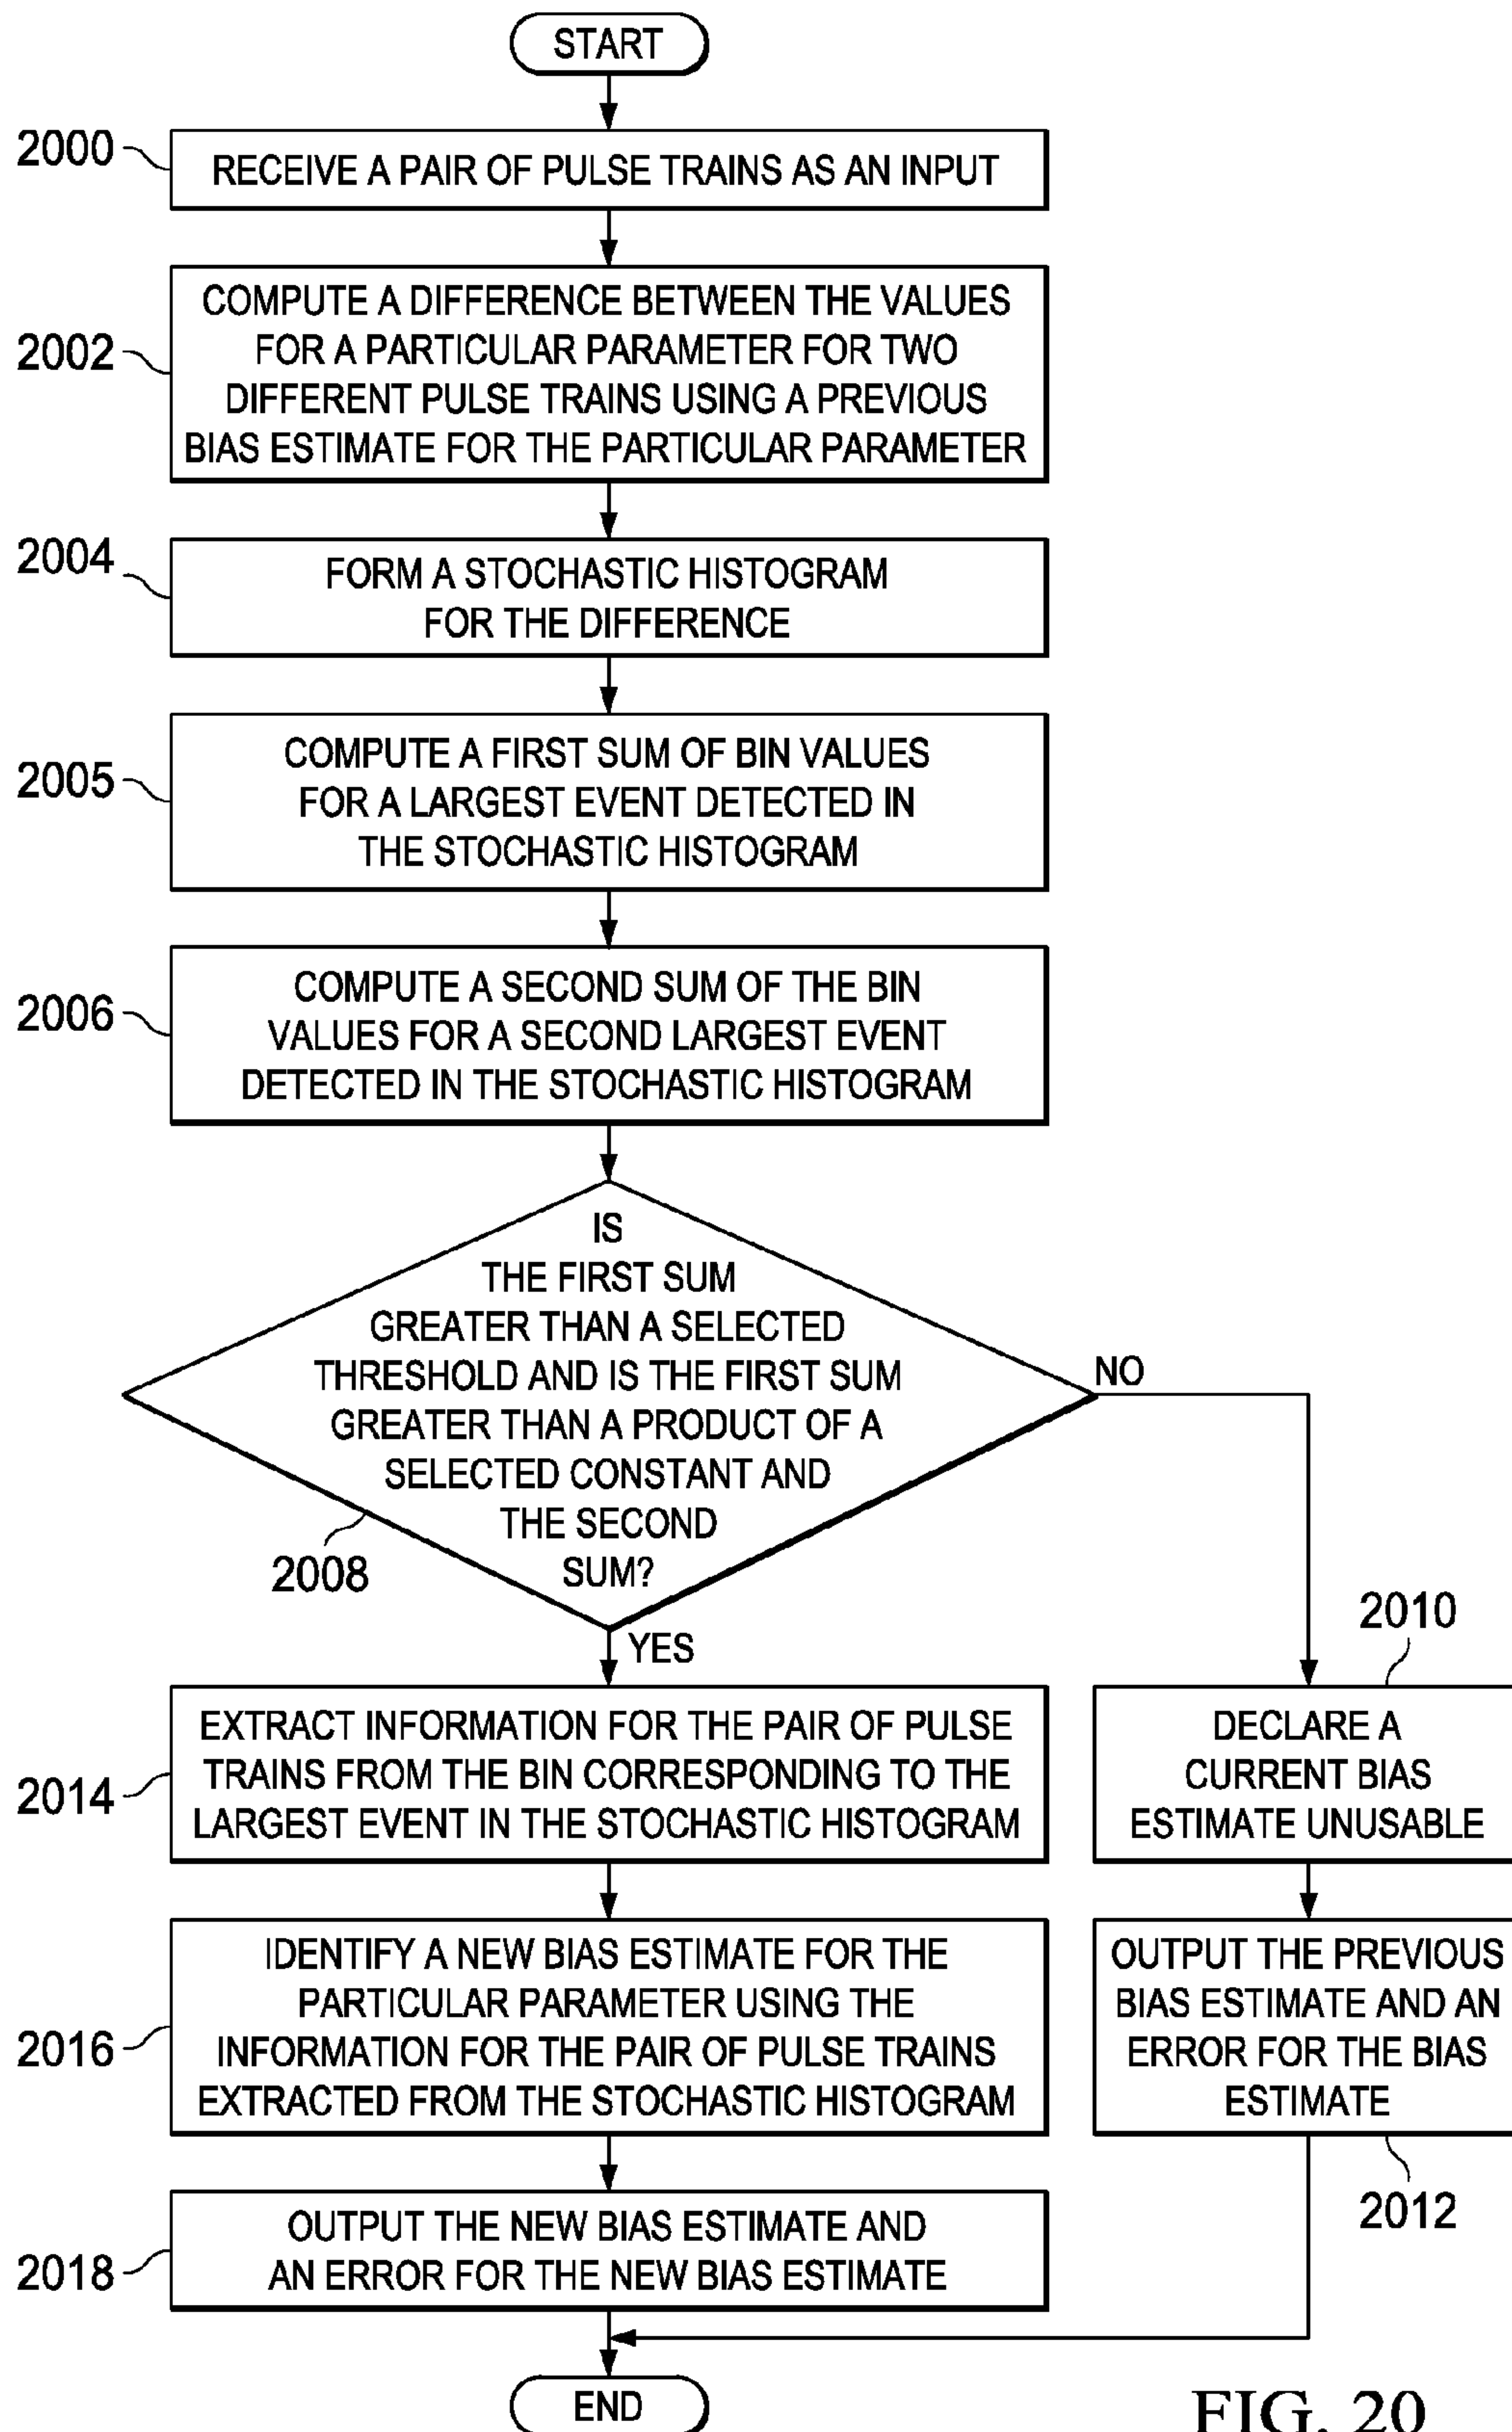 START
2000
RECEIVE A PAIR OF PULSE TRAINS AS AN INPUT
2002
COMPUTE A DIFFERENCE BETWEEN THE VALUES
FOR A PARTICULAR PARAMETER FOR TWO
DIFFERENT PULSE TRAINS USING A PREVIOUS
BIAS ESTIMATE FOR THE PARTICULAR PARAMETER
2004
FORM A STOCHASTIC HISTOGRAM
FOR THE DIFFERENCE
2005
COMPUTE A FIRST SUM OF BIN VALUES
FOR A LARGEST EVENT DETECTED IN
THE STOCHASTIC HISTOGRAM
2006
COMPUTE A SECOND SUM OF THE BIN
VALUES FOR A SECOND LARGEST EVENT
DETECTED IN THE STOCHASTIC HISTOGRAM
IS
THE FIRST SUM
GREATER THAN A SELECTED
THRESHOLD AND IS THE FIRST SUM
GREATER THAN A PRODUCT OF A
SELECTED CONSTANT AND
THE SECOND
SUM?
2008
NO
YES
2010
DECLARE A
CURRENT BIAS
ESTIMATE UNUSABLE
OUTPUT THE PREVIOUS
BIAS ESTIMATE AND AN
ERROR FOR THE BIAS
ESTIMATE
2012
2014
EXTRACT INFORMATION FOR THE PAIR OF PULSE
TRAINS FROM THE BIN CORRESPONDING TO THE
LARGEST EVENT IN THE STOCHASTIC HISTOGRAM
2016
IDENTIFY A NEW BIAS ESTIMATE FOR THE
PARTICULAR PARAMETER USING THE
INFORMATION FOR THE PAIR OF PULSE TRAINS
EXTRACTED FROM THE STOCHASTIC HISTOGRAM
2018
OUTPUT THE NEW BIAS ESTIMATE AND
AN ERROR FOR THE NEW BIAS ESTIMATE
END
FIG. 20